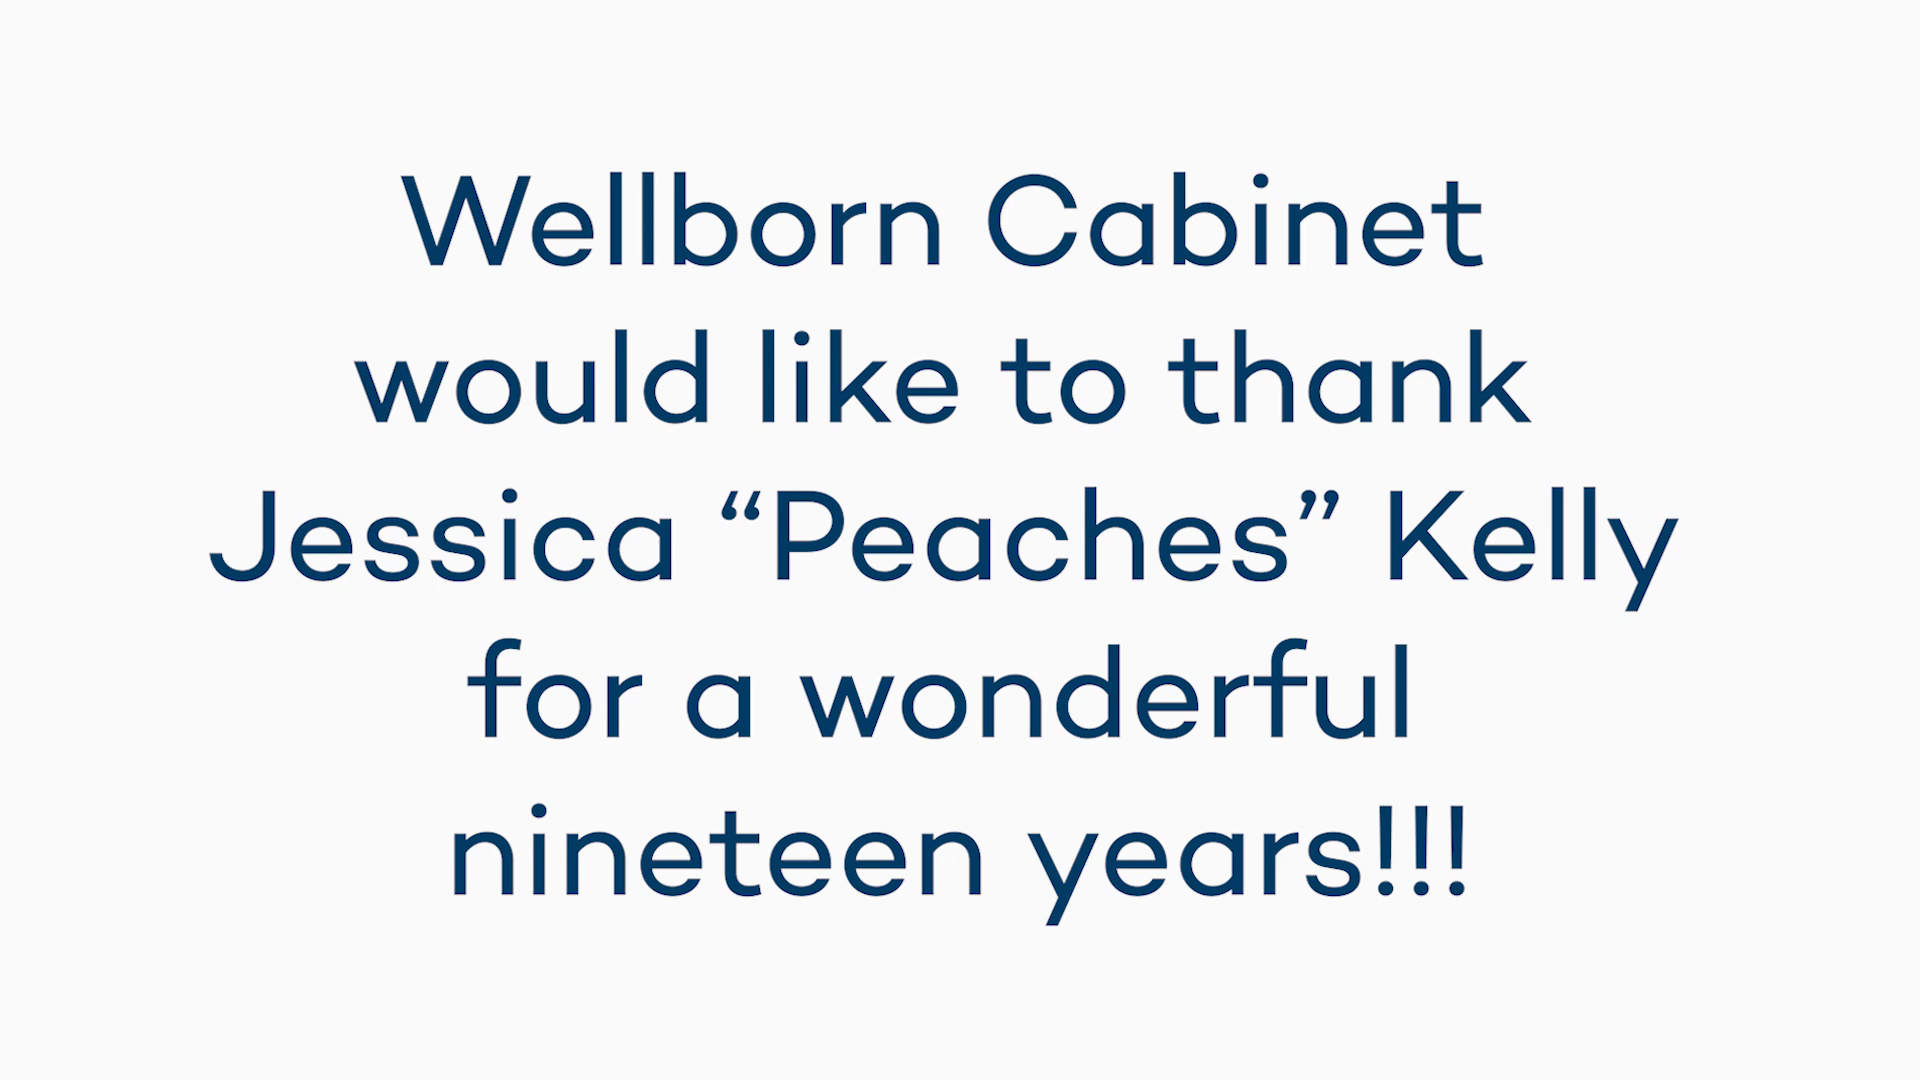 Wellborn Cabinet
would like to thank
Jessica “Peaches” Kelly
for a wonderful
nineteen years!!!